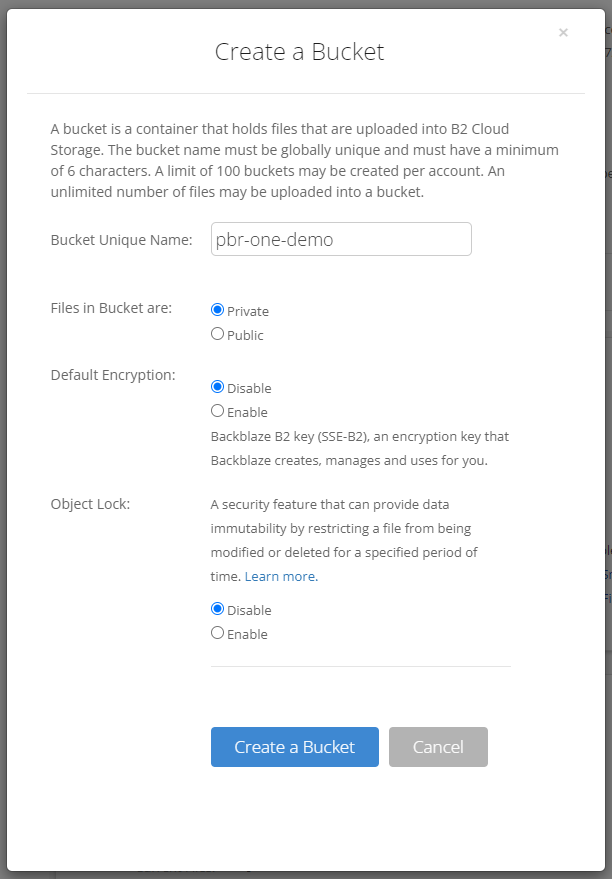 ×
Create a Bucket
A bucket is a container that holds files that are uploaded into B2 Cloud
Storage. The bucket name must be globally unique and must have a minimum
of 6 characters. A limit of 100 buckets may be created per account. An
unlimited number of files may be uploaded into a bucket.
Bucket Unique Name: pbr-one-demo
Files in Bucket are: Private
Public
Default Encryption:
Disable
Enable
Backblaze B2 key (SSE-B2), an encryption key that
Backblaze creates, manages and uses for you.
Object Lock: A security feature that can provide data
immutability by restricting a file from being
modified or deleted for a specified period of
time. Learn more.
Disable
Enable
Create a Bucket Cancel